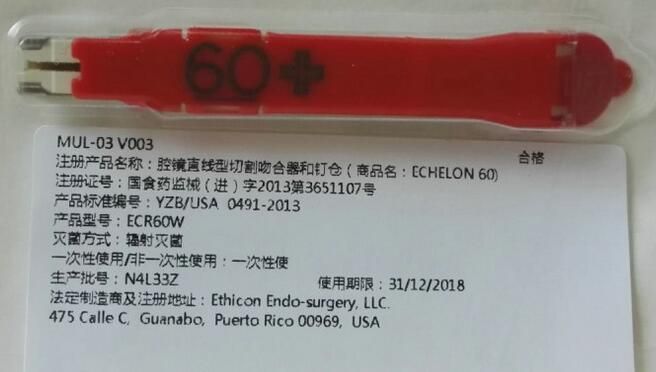 60+
MUL-03 V003
合格
注册产品名称：腔镜直线型切割吻合器和钉仓（商品名：ECHELON 60)
注册证号：国食药监械（进）字2013第3651107号
产品标准编号：YZB/USA 0491-2013
产品型号：ECR60W
灭菌方式：辐射灭菌
一次性使用/非一次性使用：一次性使
生产批号：N4L33Z 使用期限：31/12/2018
法定制造商及注册地址：Ethicon Endo-surgery, LLC.
475 Calle C, Guanabo, Puerto Rico 00969, USA